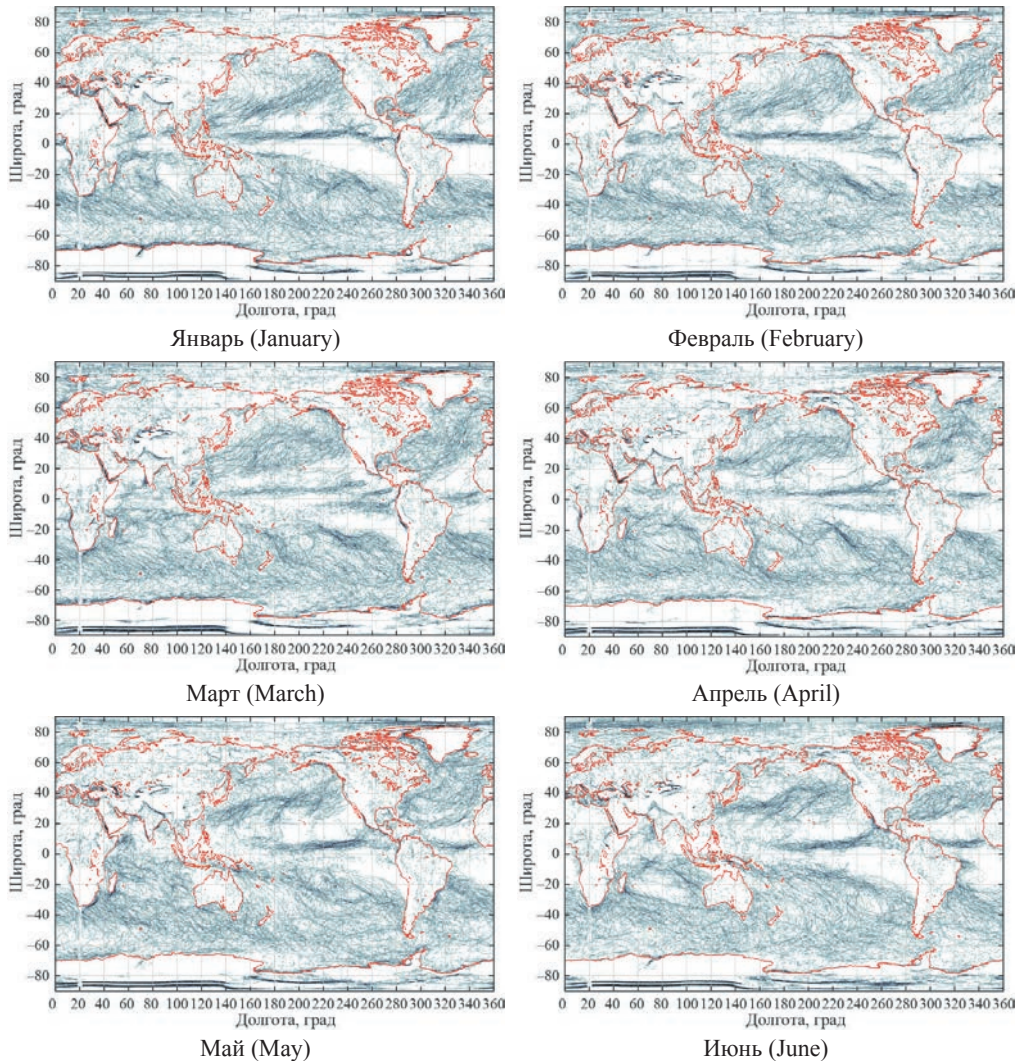 80
60
40
20
0
–20
–40
–60
–80
Широта, град
0 20 40 60 80 100 120 140 160 180 200 220 240 260 280 300 320 340 360
Долгота, град
Январь (January)
80
60
40
20
0
–20
–40
–60
–80
Широта, град
0 20 40 60 80 100 120 140 160 180 200 220 240 260 280 300 320 340 360
Долгота, град
Февраль (February)
80
60
40
20
0
–20
–40
–60
–80
Широта, град
0 20 40 60 80 100 120 140 160 180 200 220 240 260 280 300 320 340 360
Долгота, град
Март (March)
80
60
40
20
0
–20
–40
–60
–80
Широта, град
0 20 40 60 80 100 120 140 160 180 200 220 240 260 280 300 320 340 360
Долгота, град
Апрель (April)
80
60
40
20
0
–20
–40
–60
–80
Широта, град
0 20 40 60 80 100 120 140 160 180 200 220 240 260 280 300 320 340 360
Долгота, град
Май (May)
80
60
40
20
0
–20
–40
–60
–80
Широта, град
0 20 40 60 80 100 120 140 160 180 200 220 240 260 280 300 320 340 360
Долгота, град
Июнь (June)